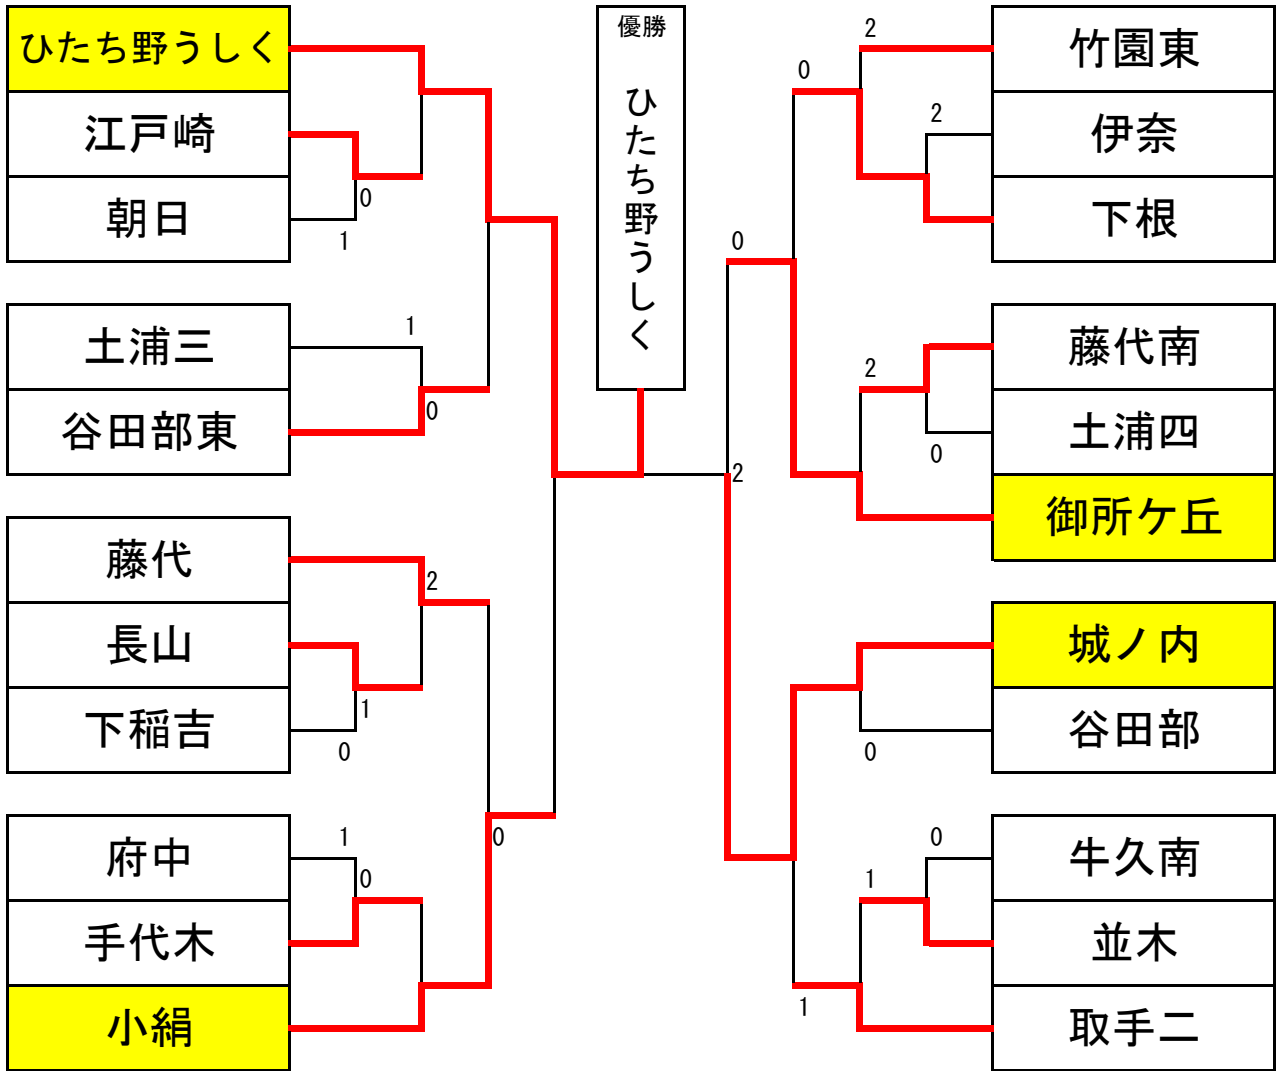 ひたち野うしく
江戸崎
0
朝日
1
土浦三
1
谷田部東
0
藤代
2
長山
1
下稲吉
0
府中
1
0
手代木
小絹
0
優勝
ひたち野うしく
2
竹園東
0
2
伊奈
下根
0
藤代南
2
土浦四
0
御所ケ丘
2
城ノ内
谷田部
0
0
牛久南
1
並木
取手二
1